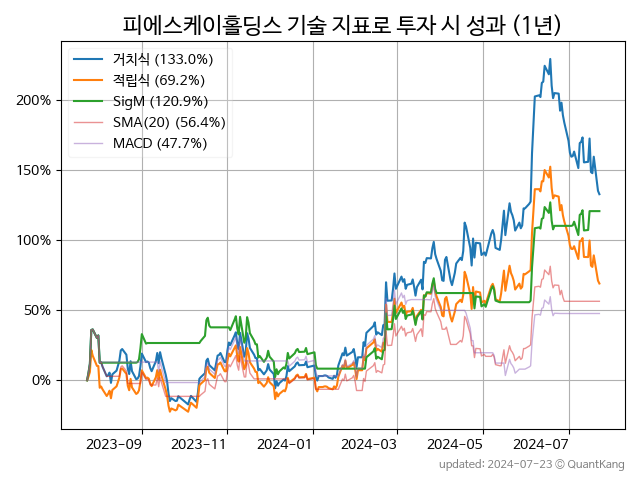 피에스케이홀딩스 기술 지표로 투자 시 성과 (1년)
거치식 (133.0%)
적립식 (69.2%)
SigM (120.9%)
SMA(20) (56.4%)
MACD (47.7%)
200%
150%
100%
50%
0%
2023-09 2023-11 2024-01 2024-03 2024-05 2024-07
updated: 2024-07-23 © QuantKang